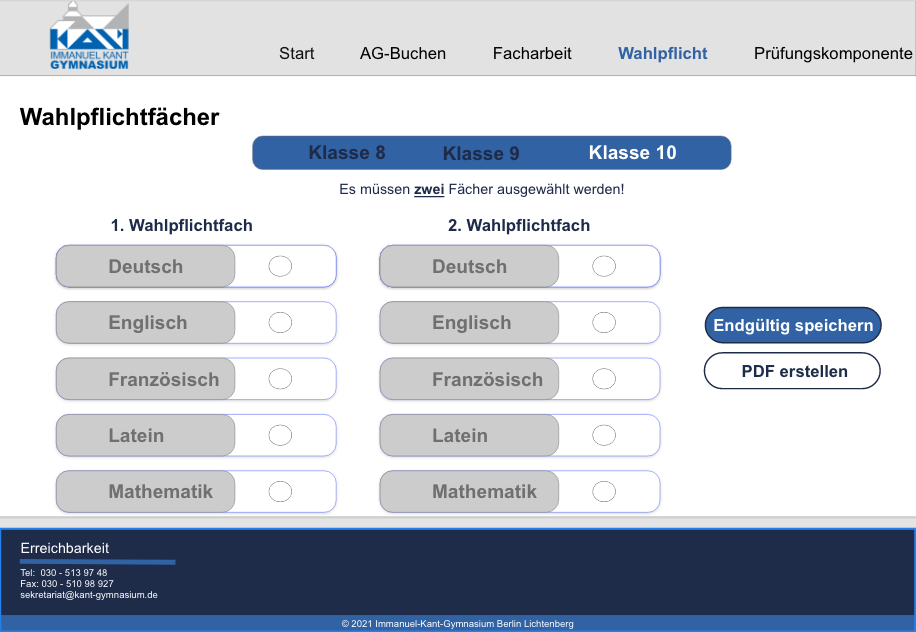 KANT
IMMANUEL KANT
GYMNASIUM
Start AG-Buchen Facharbeit Wahlpflicht Prüfungskomponente
Wahlpflichtfächer
Klasse 8 Klasse 9 Klasse 10
Es müssen zwei Fächer ausgewählt werden!
1. Wahlpflichtfach 2. Wahlpflichtfach
Deutsch Deutsch
Englisch Englisch
Französisch Französisch
Latein Latein
Mathematik Mathematik
Endgültig speichern
PDF erstellen
Erreichbarkeit
Tel: 030 - 513 97 48
Fax: 030 - 510 98 927
sekretariat@kant-gymnasium.de
© 2021 Immanuel-Kant-Gymnasium Berlin Lichtenberg